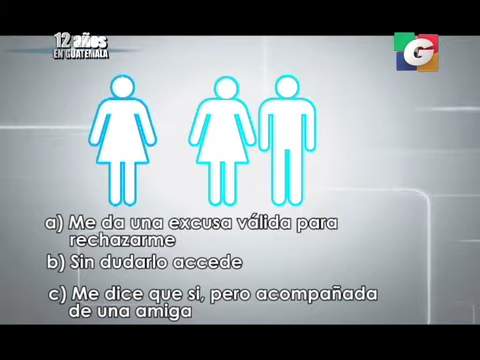 12 años
EN GUATEMALA
G
a) Me da una excusa válida para
rechazarme
b) Sin dudarlo accede
c) Me dice que si, pero acompañada
de una amiga